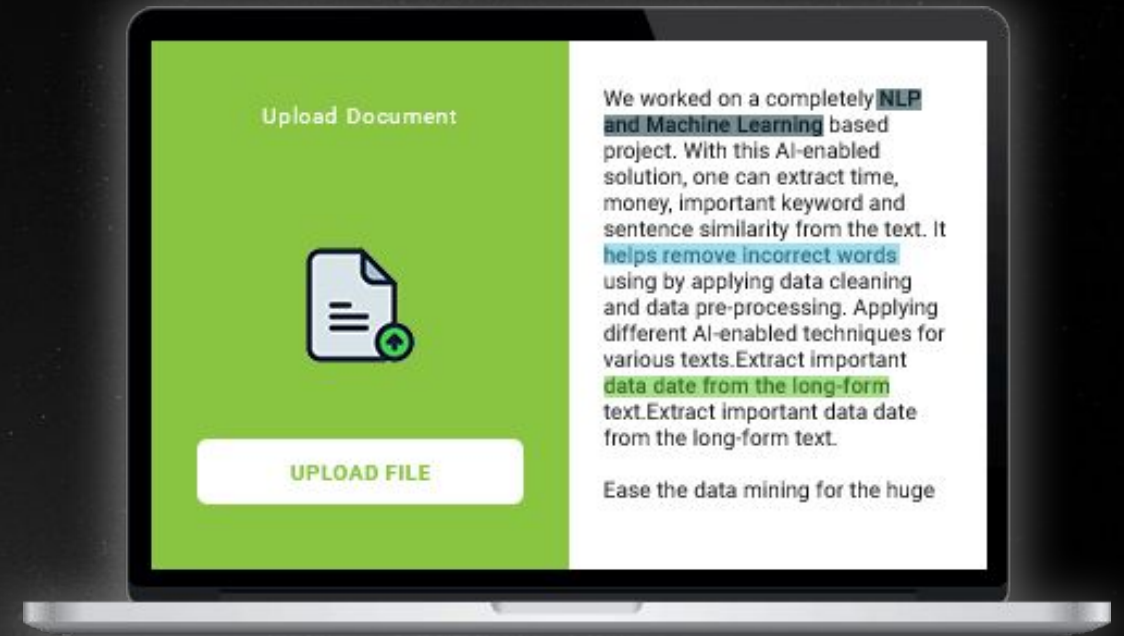 Upload Document
UPLOAD FILE
We worked on a completely NLP
and Machine Learning based
project. With this AI-enabled
solution, one can extract time,
money, important keyword and
sentence similarity from the text. It
helps remove incorrect words
using by applying data cleaning
and data pre-processing. Applying
different AI-enabled techniques for
various texts.Extract important
data date from the long-form
text.Extract important data date
from the long-form text.
Ease the data mining for the huge